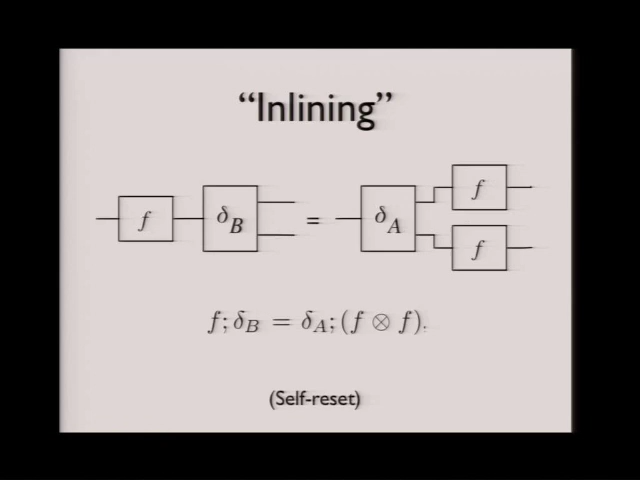 “Inlining”
f δ_B = δ_A f f
f; δ_B = δ_A; (f ⊗ f).
(Self-reset)